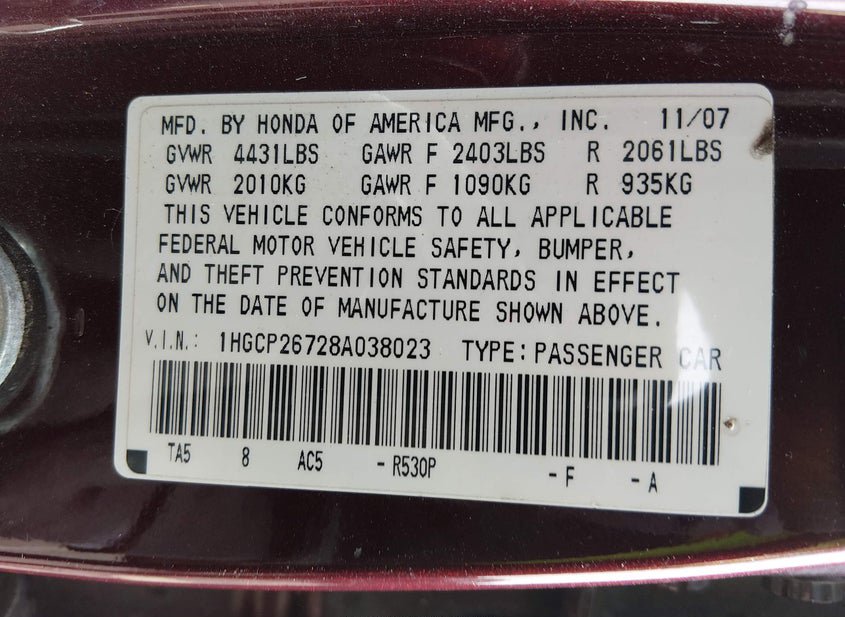 MFD. BY HONDA OF AMERICA MFG., INC. 11/07
GVWR 4431LBS GAWR F 2403LBS R 2061LBS
GVWR 2010KG GAWR F 1090KG R 935KG
THIS VEHICLE CONFORMS TO ALL APPLICABLE
FEDERAL MOTOR VEHICLE SAFETY, BUMPER,
AND THEFT PREVENTION STANDARDS IN EFFECT
ON THE DATE OF MANUFACTURE SHOWN ABOVE.
V.I.N.: 1HGCP26728A038023 TYPE: PASSENGER CAR
TA5 8 AC5 - R530P - F - A